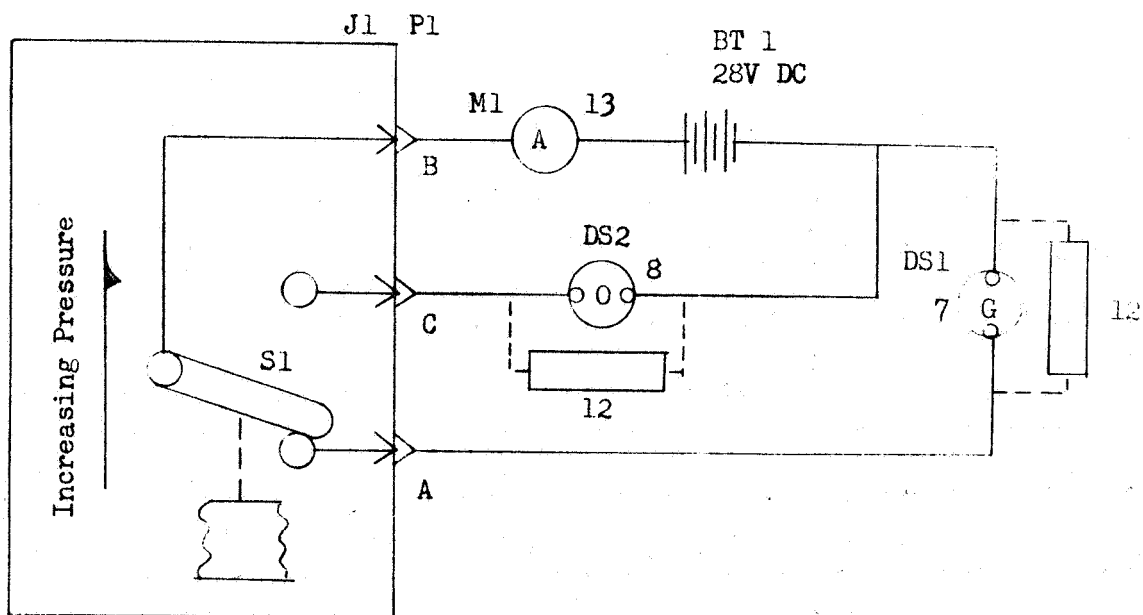 J1 P1
BT 1
28V DC
M1 13
A
B
DS2
8
O
C
DS1
7
G
12
S1
12
A
Increasing Pressure